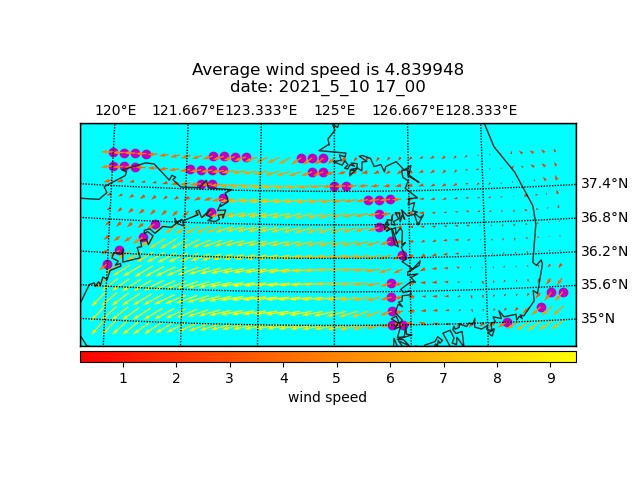 Average wind speed is 4.839948
date: 2021_5_10 17_00
120°E 121.667°E 123.333°E 125°E 126.667°E 128.333°E
37.4°N
36.8°N
36.2°N
35.6°N
35°N
1 2 3 4 5 6 7 8 9
wind speed